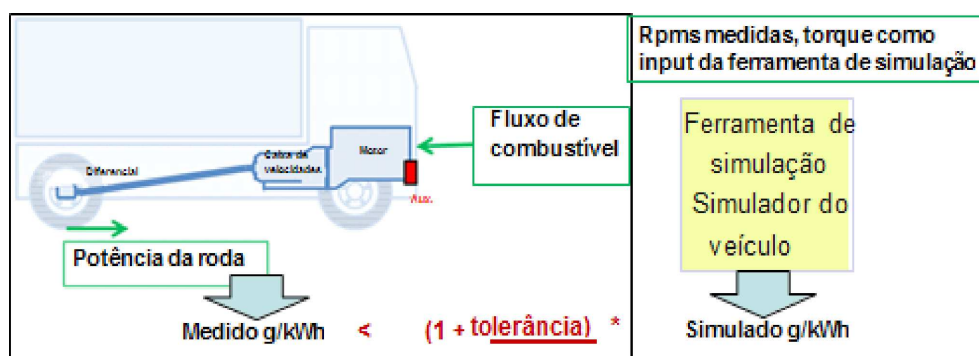 Rpms medidas, torque como
input da ferramenta de simulação
Fluxo de
combustível
Motor
Caixa de
velocidades
Diferencial
Aux.
Ferramenta de
simulação
Simulador do
veículo
Potência da roda
Medido g/kWh < (1 + tolerância) *
Simulado g/kWh